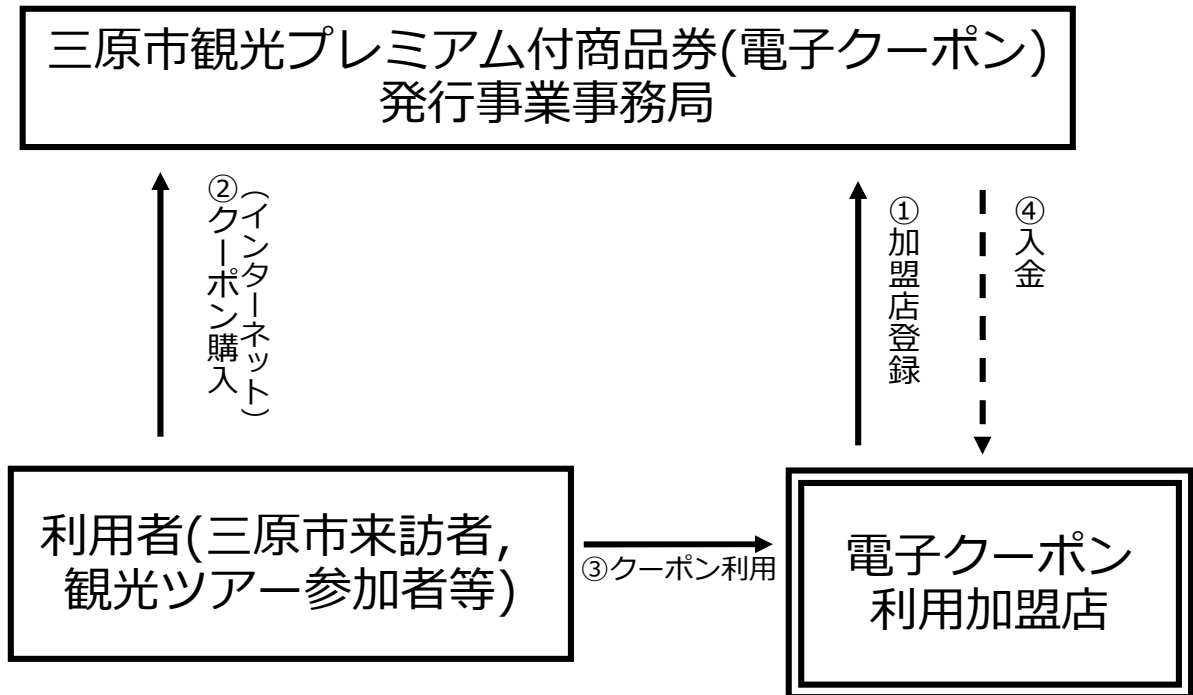 三原市観光プレミアム付商品券(電子クーポン)
発行事業事務局
②クーポン購入
（インターネット）
①加盟店登録
④入金
利用者(三原市来訪者,
観光ツアー参加者等)
③クーポン利用
電子クーポン
利用加盟店